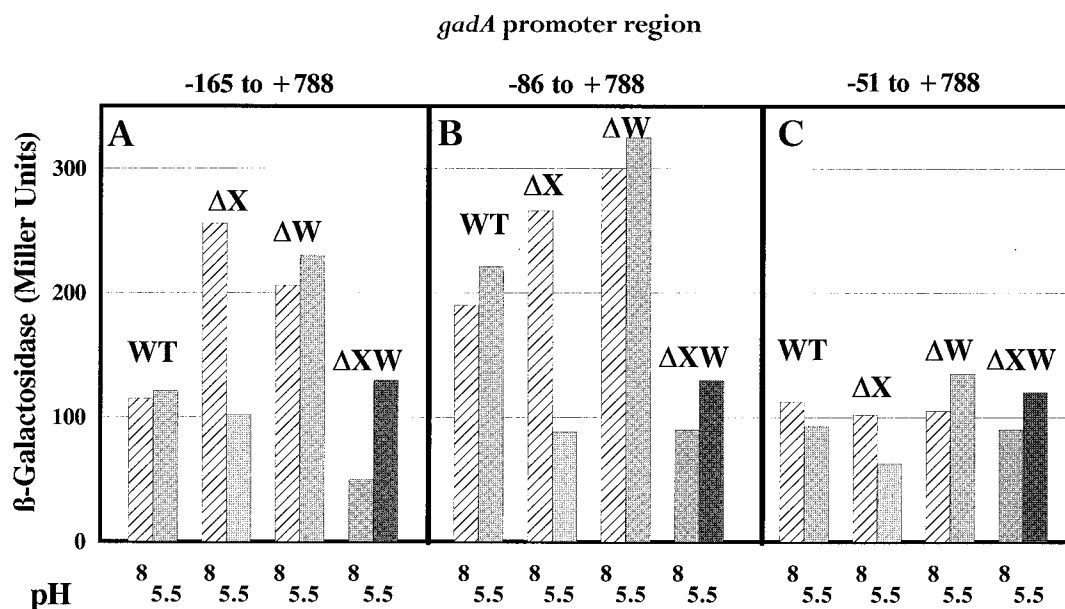 gadA promoter region
-165 to +788 -86 to +788 -51 to +788
ß-Galactosidase (Miller Units)
300
200
100
0
A
WT
ΔX
ΔW
ΔXW
B
WT
ΔX
ΔW
ΔXW
C
WT
ΔX
ΔW
ΔXW
8 8 8 8 8 8 8 8 8 8 8 8
pH 5.5 5.5 5.5 5.5 5.5 5.5 5.5 5.5 5.5 5.5 5.5 5.5